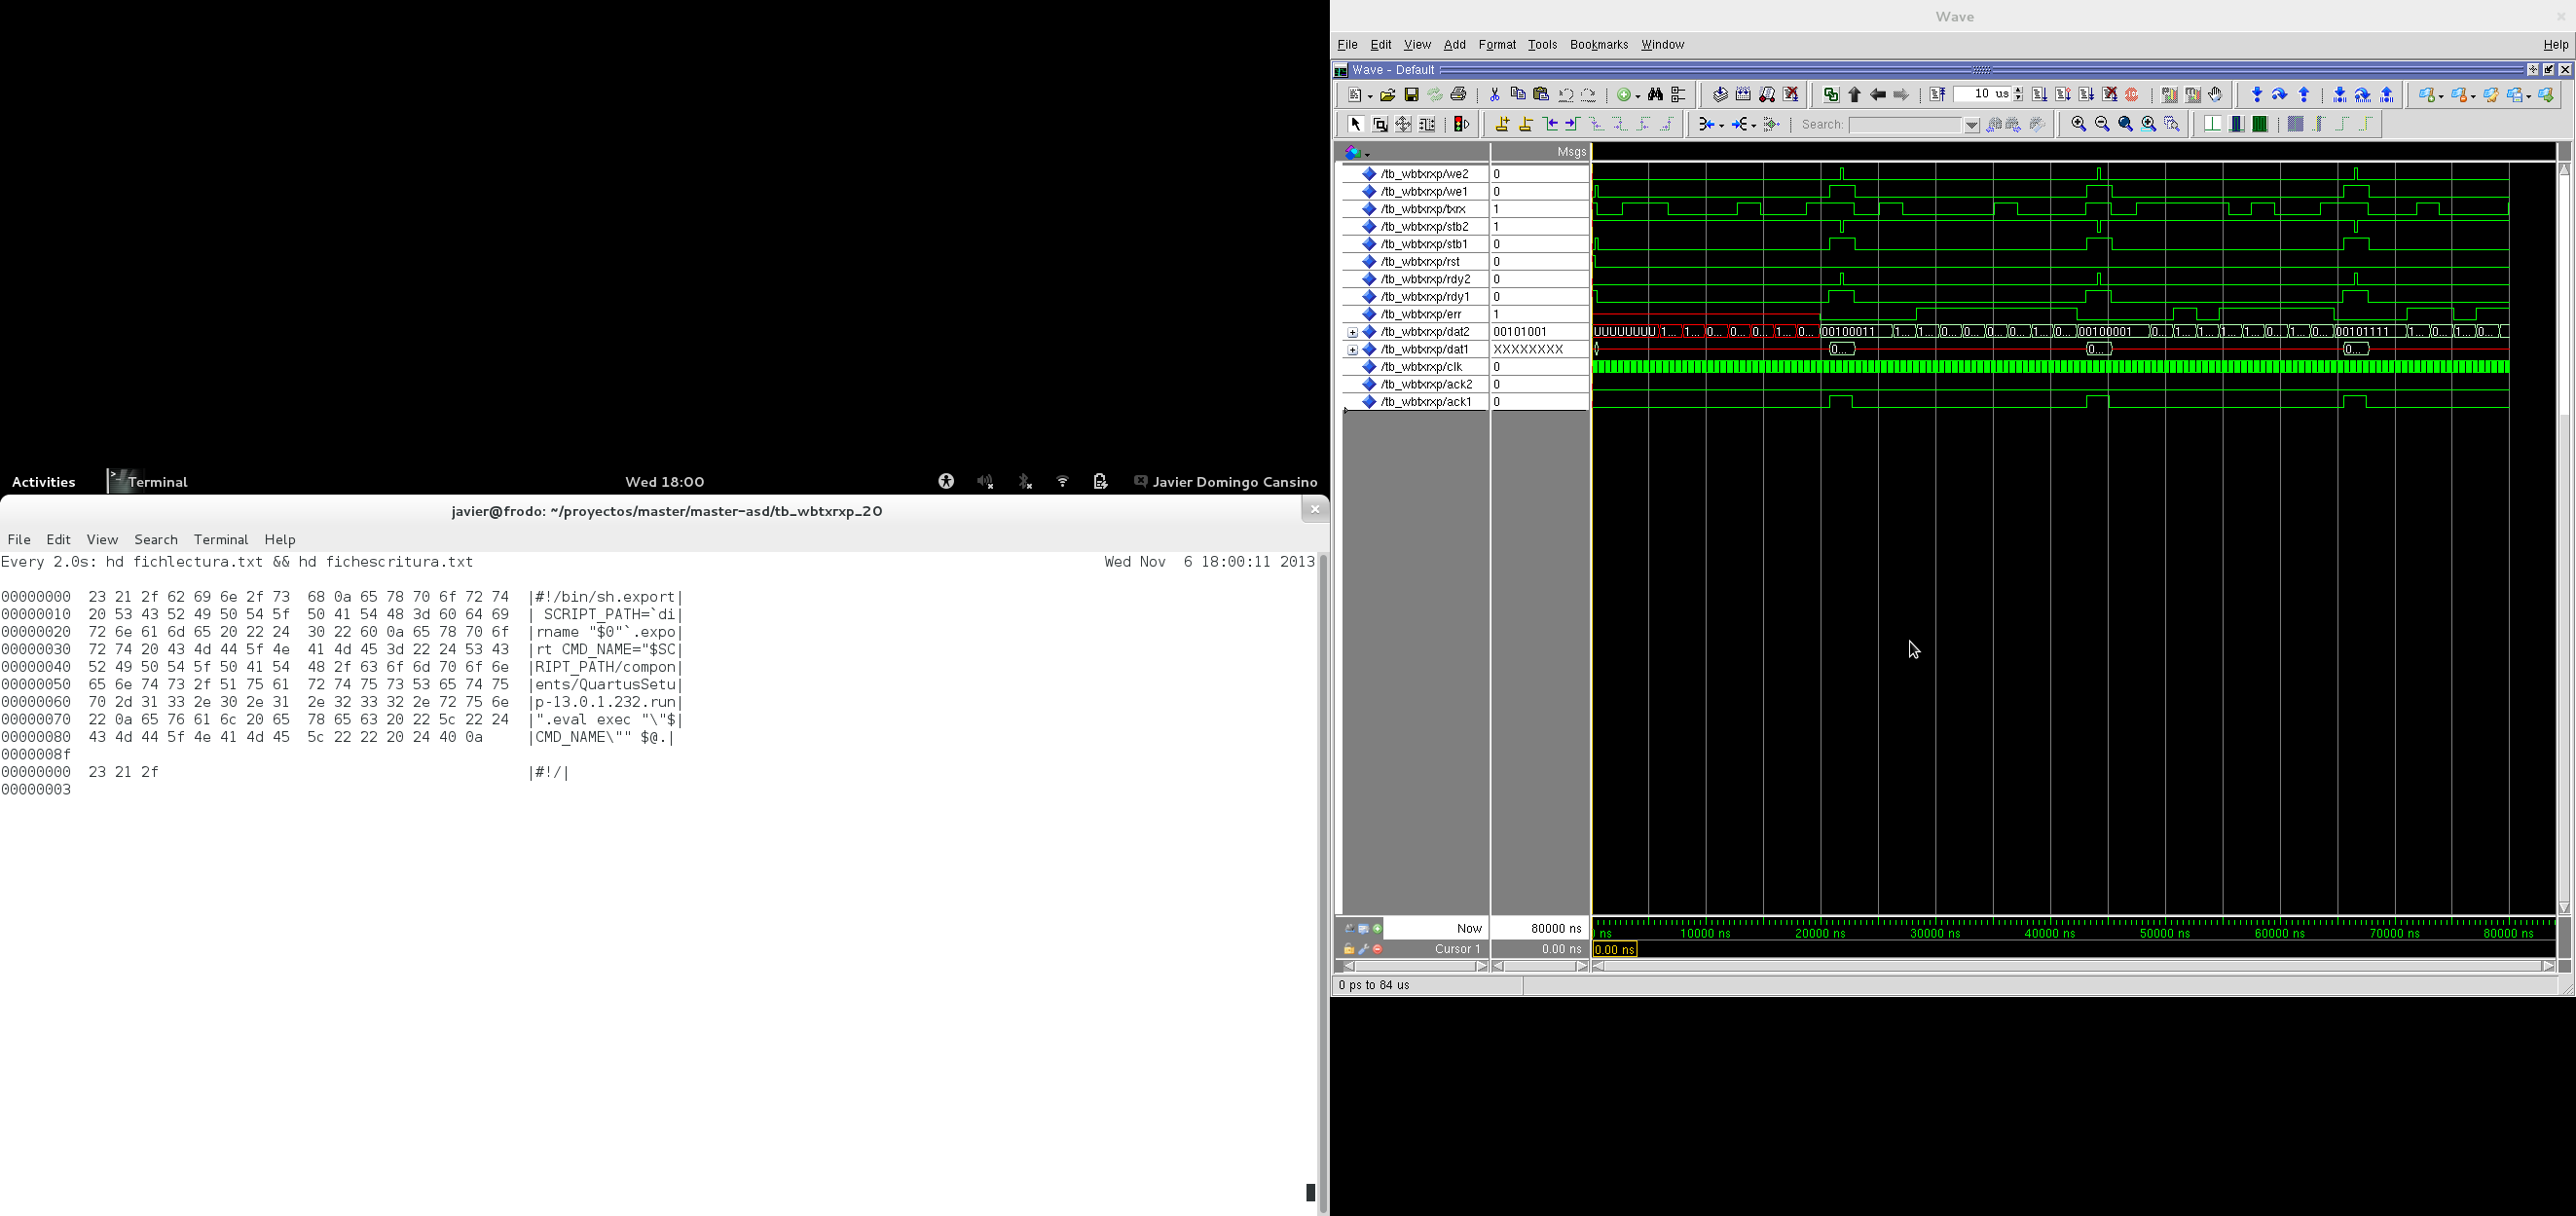 Activities
Terminal
Wed 18:00
Javier Domingo Cansino
javier@frodo: ~/proyectos/master/master-asd/tb_wbtxrxp_20
File Edit View Search Terminal Help
Every 2.0s: hd fichlectura.txt && hd fichescritura.txt Wed Nov  6 18:00:11 2013
00000000  23 21 2f 62 69 6e 2f 73  68 0a 65 78 70 6f 72 74  |#!/bin/sh.export|
00000010  20 53 43 52 49 50 54 5f  50 41 54 48 3d 60 64 69  | SCRIPT_PATH=`di|
00000020  72 6e 61 6d 65 20 22 24  30 22 60 0a 65 78 70 6f  |rname "$0"`.expo|
00000030  72 74 20 43 4d 44 5f 4e  41 4d 45 3d 22 24 53 43  |rt CMD_NAME="$SC|
00000040  52 49 50 54 5f 50 41 54  48 2f 63 6f 6d 70 6f 6e  |RIPT_PATH/compon|
00000050  65 6e 74 73 2f 51 75 61  72 74 75 73 53 65 74 75  |ents/QuartusSetu|
00000060  70 2d 31 33 2e 30 2e 31  2e 32 33 32 2e 72 75 6e  |p-13.0.1.232.run|
00000070  22 0a 65 76 61 6c 20 65  78 65 63 20 22 5c 22 24  |".eval exec "\"$|
00000080  43 4d 44 5f 4e 41 4d 45  5c 22 22 20 24 40 0a     |CMD_NAME\"" $@.|
0000008f
00000000  23 21 2f                                          |#!/|
00000003
Wave
File Edit View Add Format Tools Bookmarks Window Help
Wave - Default
10 us
Search:
Msgs
/tb_wbtxrxp/we2 0
/tb_wbtxrxp/we1 0
/tb_wbtxrxp/txrx 1
/tb_wbtxrxp/stb2 1
/tb_wbtxrxp/stb1 0
/tb_wbtxrxp/rst 0
/tb_wbtxrxp/rdy2 0
/tb_wbtxrxp/rdy1 0
/tb_wbtxrxp/err 1
/tb_wbtxrxp/dat2 00101001 UUUUUUUU 1... 1... 0... 0... 0... 1... 0... 00100011 1... 1... 0... 0... 0... 0... 1... 0... 00100001 0... 1... 1... 1... 1... 0... 1... 0... 00101111 1... 0... 1... 0...
/tb_wbtxrxp/dat1 XXXXXXXX 0... 0... 0...
/tb_wbtxrxp/clk 0
/tb_wbtxrxp/ack2 0
/tb_wbtxrxp/ack1 0
Now 80000 ns
ns 10000 ns 20000 ns 30000 ns 40000 ns 50000 ns 60000 ns 70000 ns 80000 ns
Cursor 1 0.00 ns 0.00 ns
0 ps to 84 us